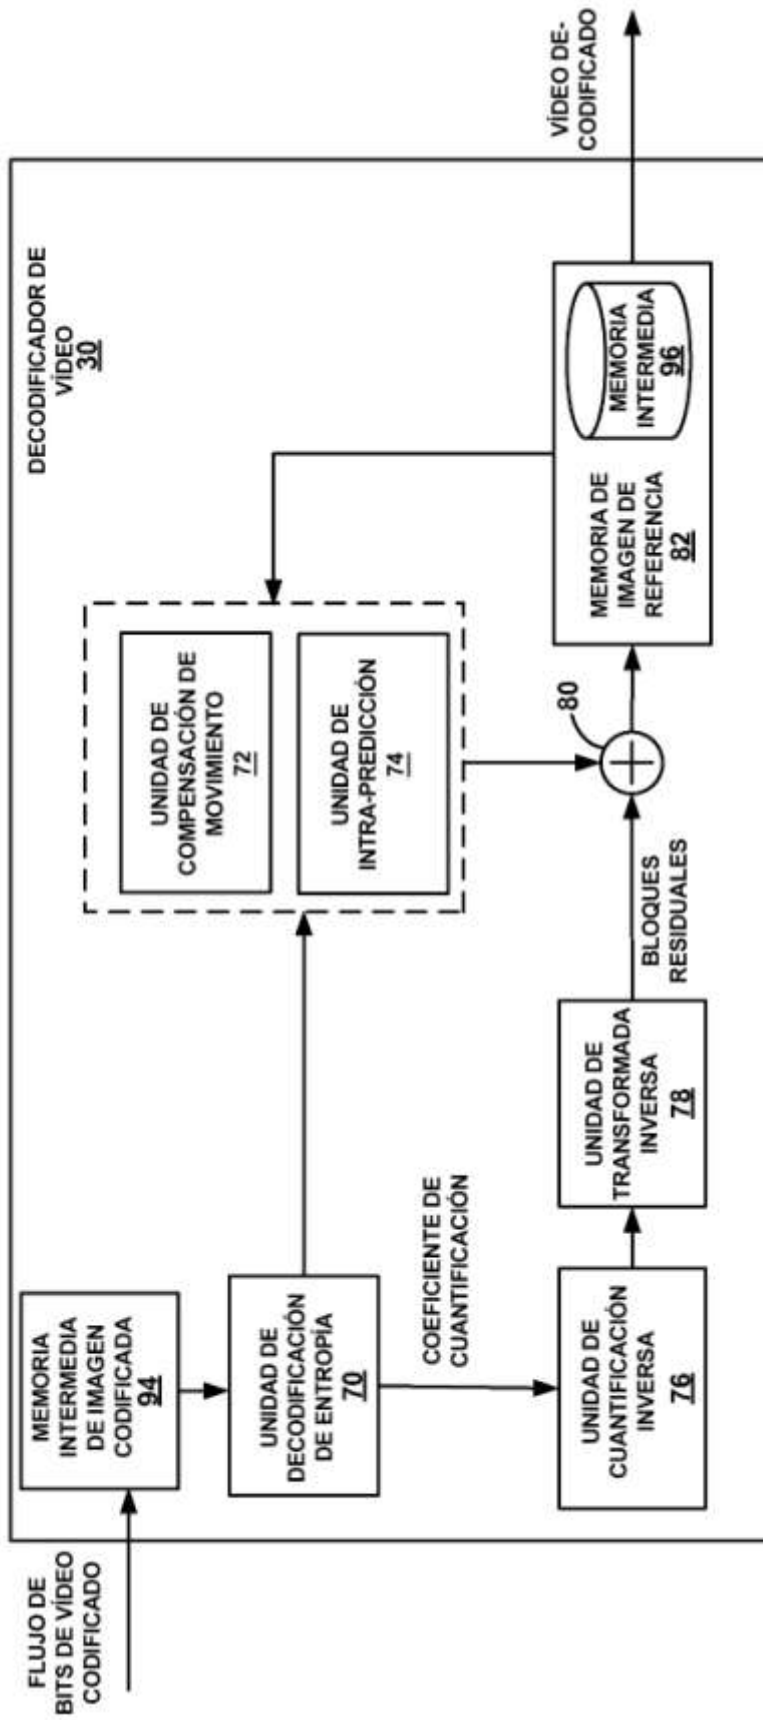 FLUJO DE
BITS DE VÍDEO
CODIFICADO
DECODIFICADOR DE
VÍDEO
30
MEMORIA
INTERMEDIA
DE IMAGEN
CODIFICADA
94
UNIDAD DE
DECODIFICACIÓN
DE ENTROPÍA
70
COEFICIENTE DE
CUANTIFICACIÓN
UNIDAD DE
COMPENSACIÓN DE
MOVIMIENTO
72
UNIDAD DE
INTRA-PREDICCIÓN
74
UNIDAD DE
CUANTIFICACIÓN
INVERSA
76
UNIDAD DE
TRANSFORMADA
INVERSA
78
BLOQUES
RESIDUALES
80
MEMORIA DE
IMAGEN DE
REFERENCIA
82
MEMORIA
INTERMEDIA
96
VÍDEO DE-
CODIFICADO